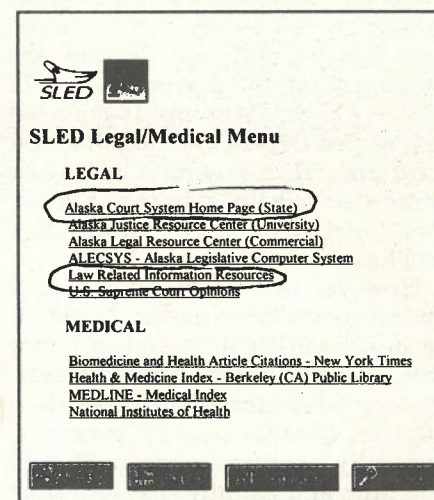 SLED
SLED Legal/Medical Menu
LEGAL
Alaska Court System Home Page (State)
Alaska Justice Resource Center (University)
Alaska Legal Resource Center (Commercial)
ALECSYS - Alaska Legislative Computer System
Law Related Information Resources
U.S. Supreme Court Opinions
MEDICAL
Biomedicine and Health Article Citations - New York Times
Health & Medicine Index - Berkeley (CA) Public Library
MEDLINE - Medical Index
National Institutes of Health